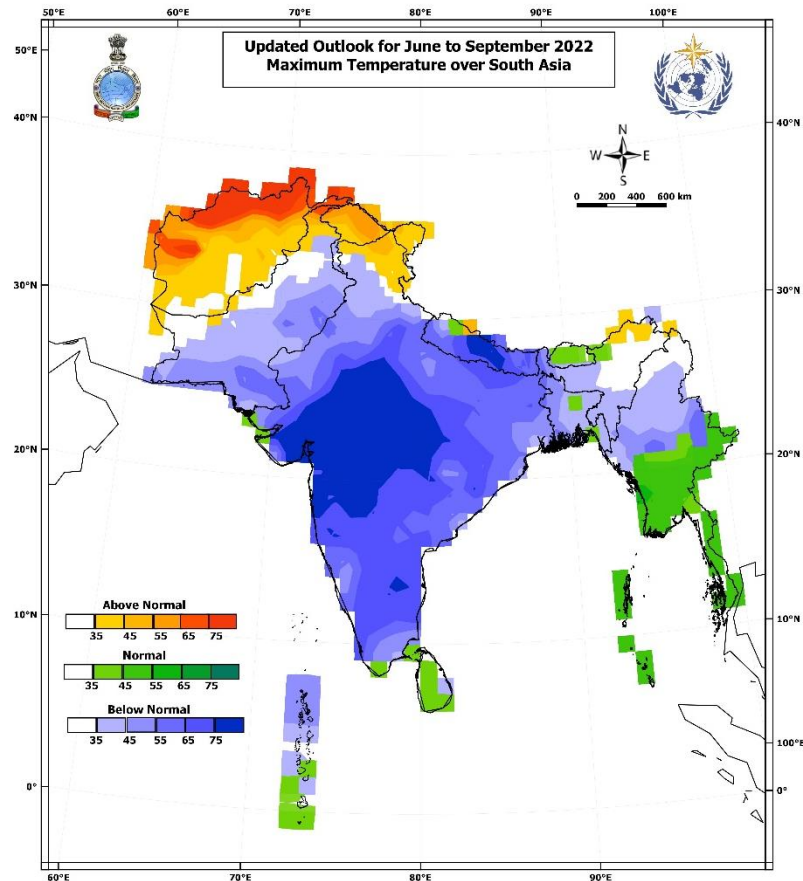 50°E 60°E 70°E 80°E 90°E 100°E
50°N
50°N
Updated Outlook for June to September 2022
Maximum Temperature over South Asia
40°N
40°N
N
W E
S
0 200 400 600 km
30°N
30°N
20°N
20°N
10°N
10°N
Above Normal
35 45 55 65 75
Normal
35 45 55 65 75
Below Normal
35 45 55 65 75
100°E
0°
0°
60°E 70°E 80°E 90°E